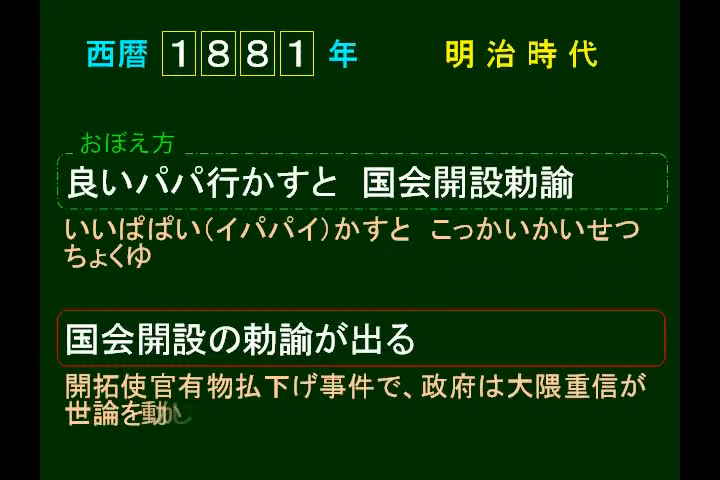 西暦 1881 年 明治時代
おぼえ方
良いパパ行かすと 国会開設勅諭
いいぱぱい(イパパイ)かすと こっかいかいせつ
ちょくゆ
国会開設の勅諭が出る
開拓使官有物払下げ事件で、政府は大隈重信が
世論を動かし